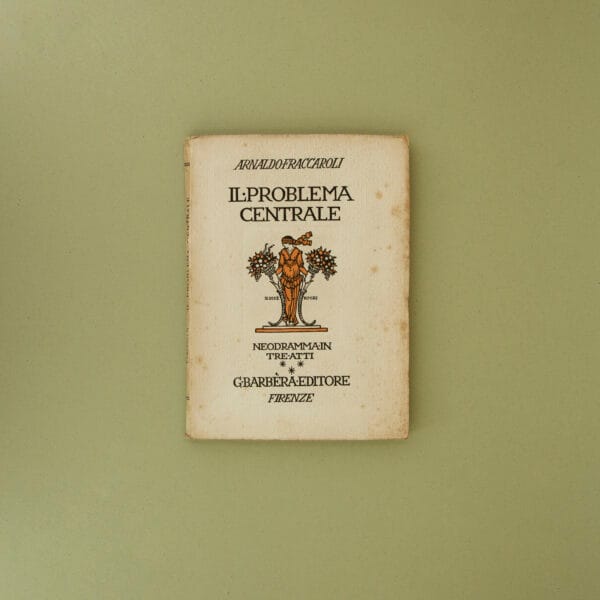 ARNALDO·FRACCAROLI
IL·PROBLEMA
CENTRALE
NEODRAMMA·IN
TRE·ATTI
G·BARBÈRA·EDITORE
FIRENZE